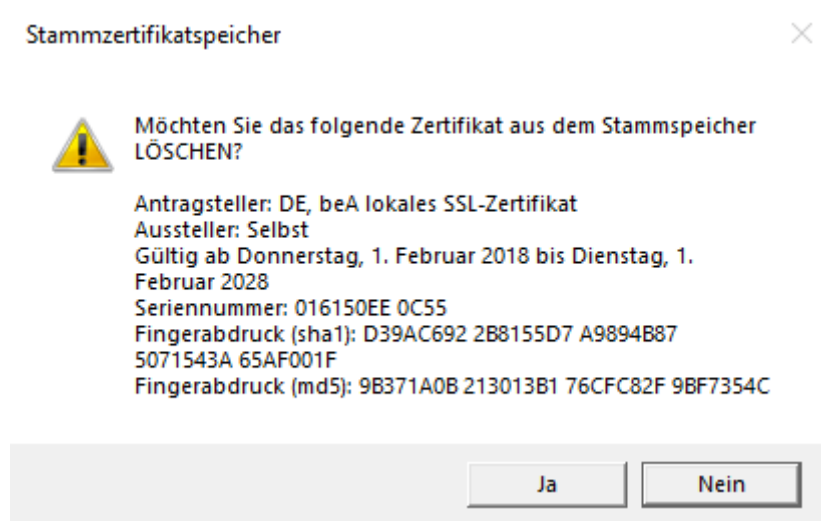 Stammzertifikatspeicher
Möchten Sie das folgende Zertifikat aus dem Stammspeicher
LÖSCHEN?
Antragsteller: DE, beA lokales SSL-Zertifikat
Aussteller: Selbst
Gültig ab Donnerstag, 1. Februar 2018 bis Dienstag, 1.
Februar 2028
Seriennummer: 016150EE 0C55
Fingerabdruck (sha1): D39AC692 2B8155D7 A9894B87
5071543A 65AF001F
Fingerabdruck (md5): 9B371A0B 213013B1 76CFC82F 9BF7354C
Ja
Nein